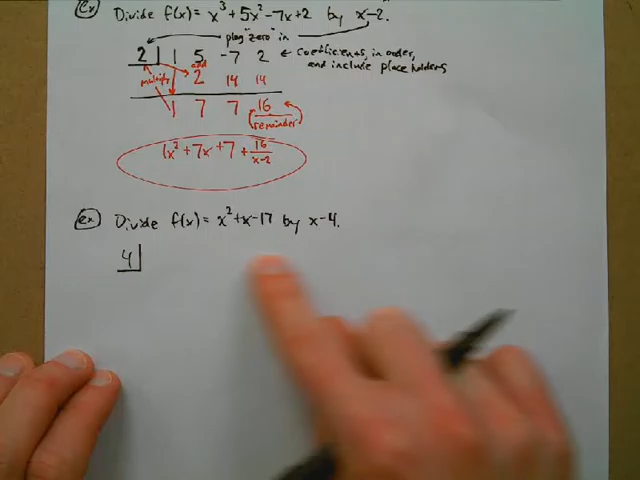 ex Divide f(x) = x³ + 5x² - 7x + 2 by x - 2.
plug "zero" in
2 | 1 5 -7 2 ← coefficients, in order,
and include place holders
add
multiply 2 14 14
1 7 7 16
remainder
1x² + 7x + 7 + 16/x-2
ex Divide f(x) = x² + x - 17 by x - 4.
4